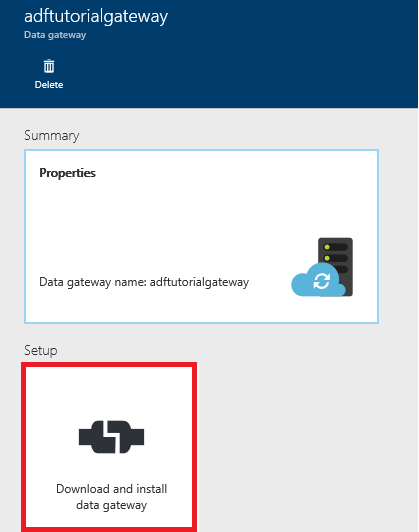 adftutorialgateway
Data gateway
Delete
Summary
Properties
Data gateway name: adftutorialgateway
Setup
Download and install
data gateway